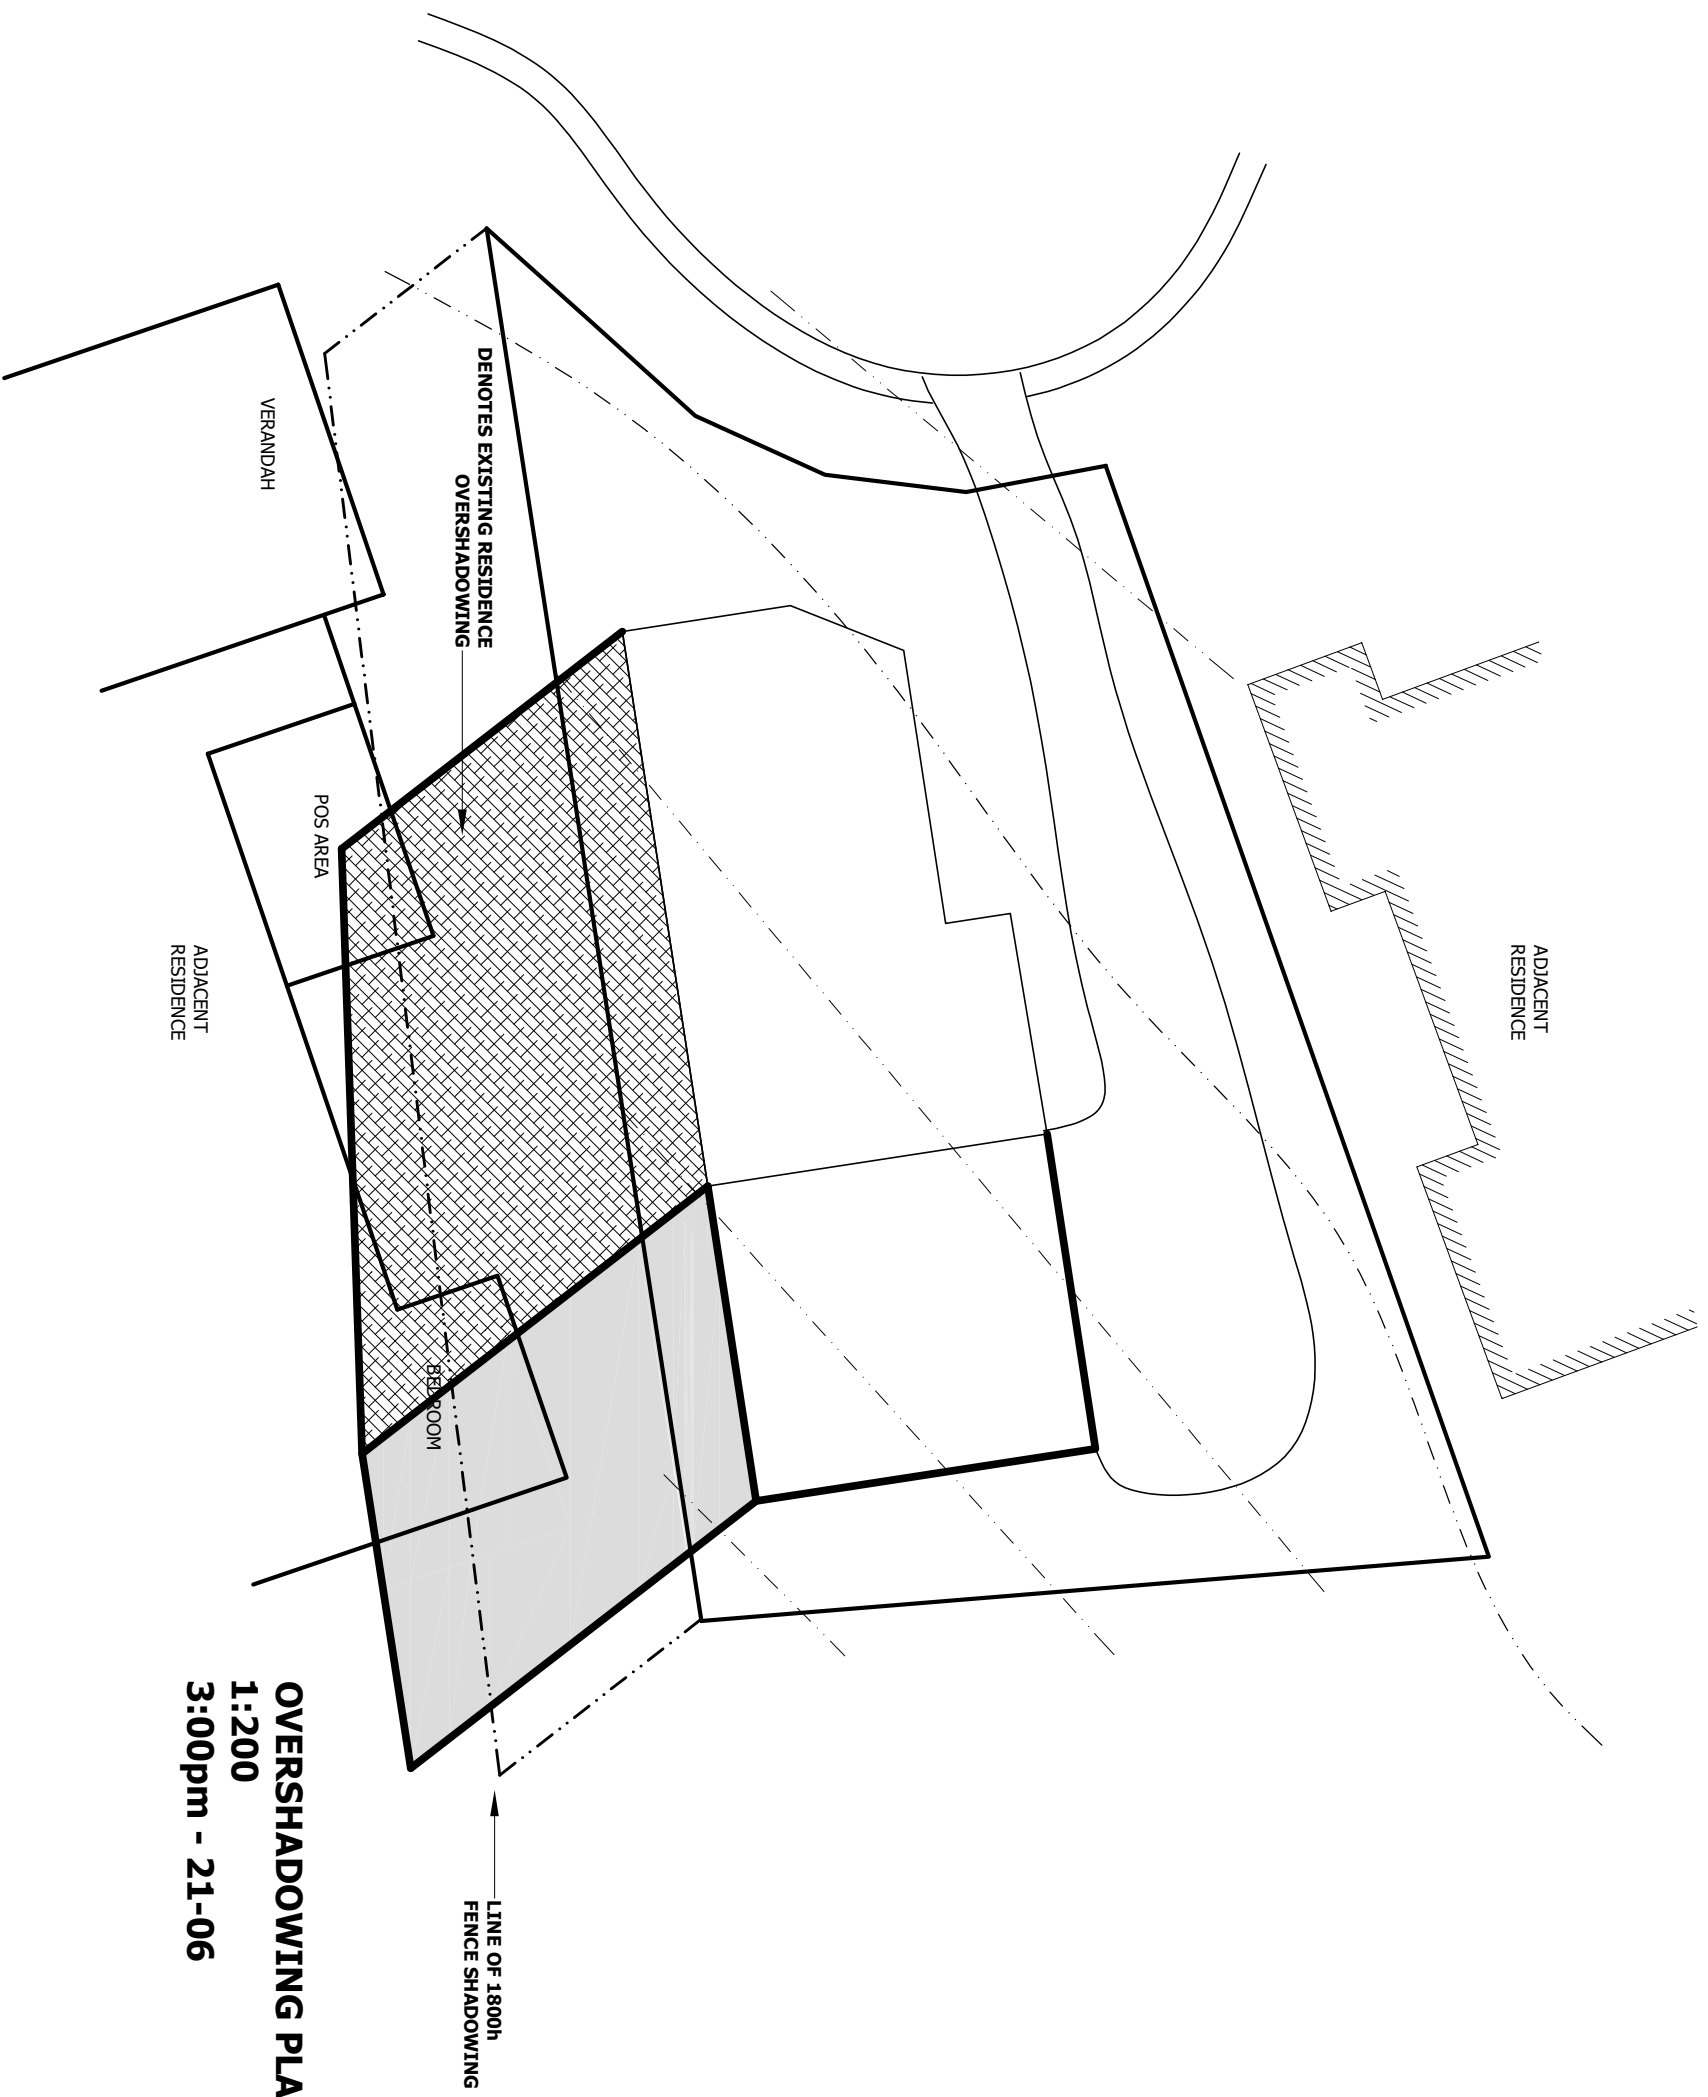 ADJACENT
RESIDENCE
DENOTES EXISTING RESIDENCE
OVERSHADOWING
VERANDAH
POS AREA
ADJACENT
RESIDENCE
BEDROOM
LINE OF 1800h
FENCE SHADOWING
OVERSHADOWING PLA
1:200
3:00pm - 21-06